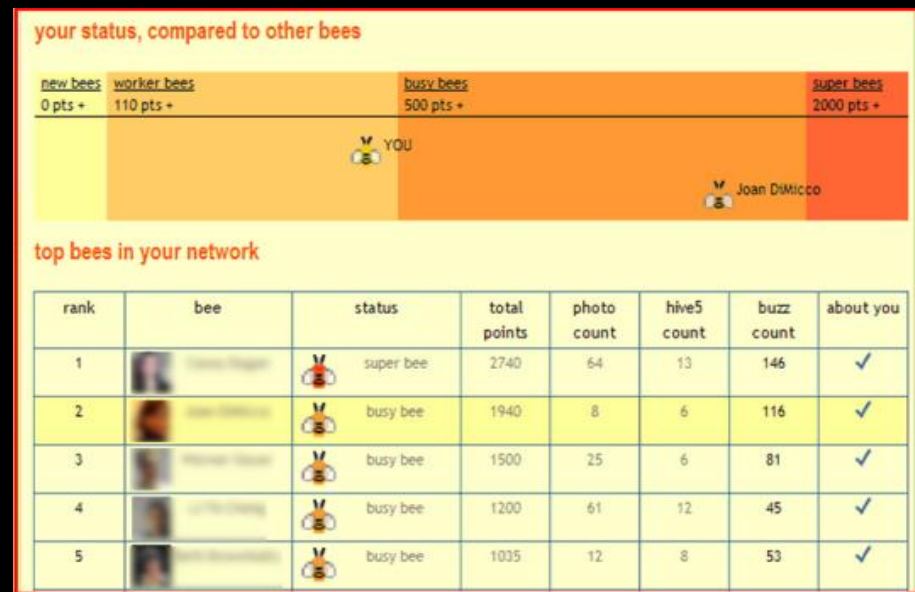 your status, compared to other bees
new bees worker bees busy bees super bees
0 pts + 110 pts + 500 pts + 2000 pts +
YOU
Joan DiMicco
top bees in your network
rank bee status total points photo count hive5 count buzz count about you
1 super bee 2740 64 13 146 ✓
2 busy bee 1940 8 6 116 ✓
3 busy bee 1500 25 6 81 ✓
4 busy bee 1200 61 12 45 ✓
5 busy bee 1035 12 8 53 ✓